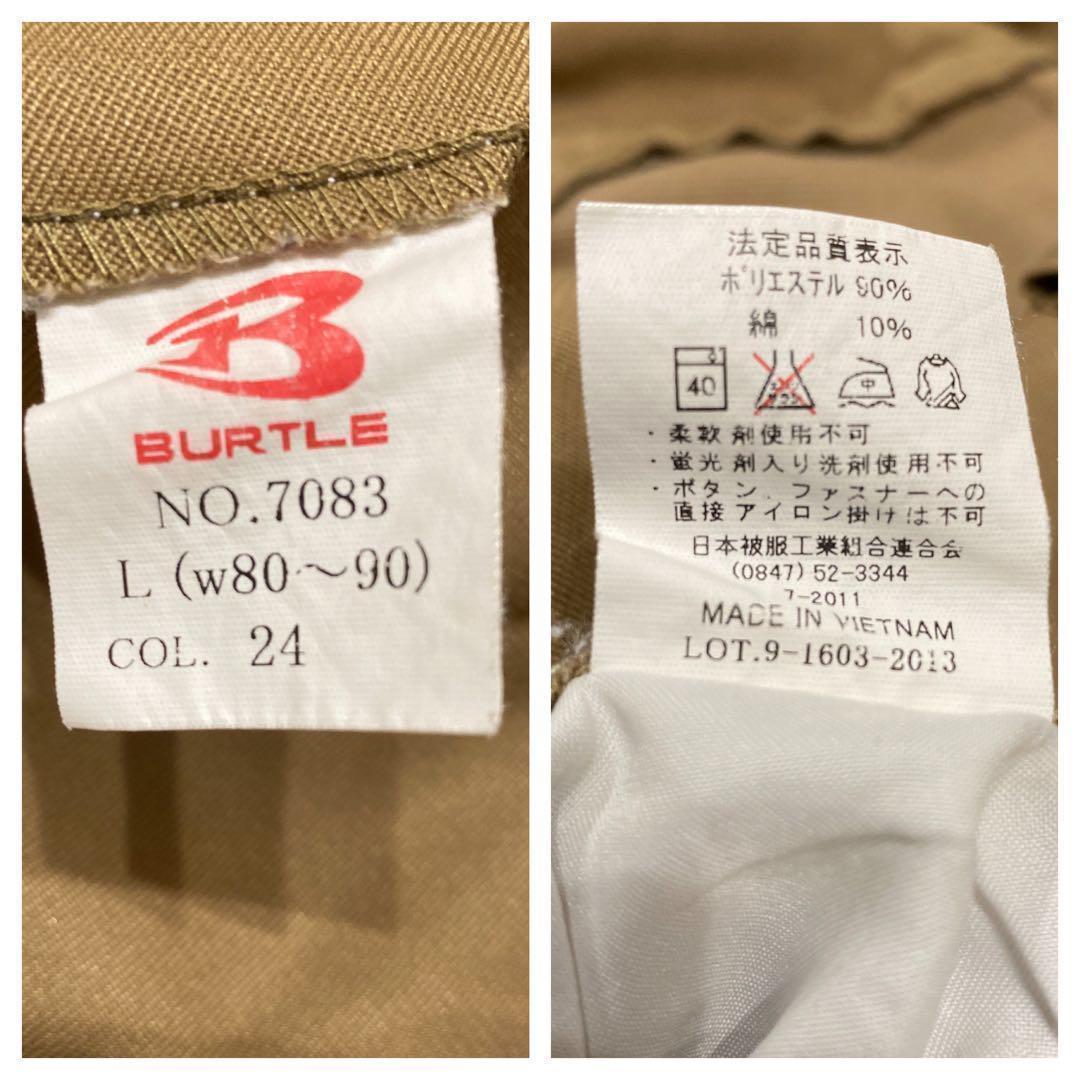 BURTLE
NO.7083
L (w80〜90)
COL. 24
法定品質表示
ポリエステル 90%
綿 10%
40
中
・柔軟剤使用不可
・蛍光剤入り洗剤使用不可
・ボタン、ファスナーへの
直接アイロン掛けは不可
日本被服工業組合連合会
(0847) 52-3344
7-2011
MADE IN VIETNAM
LOT.9-1603-2013